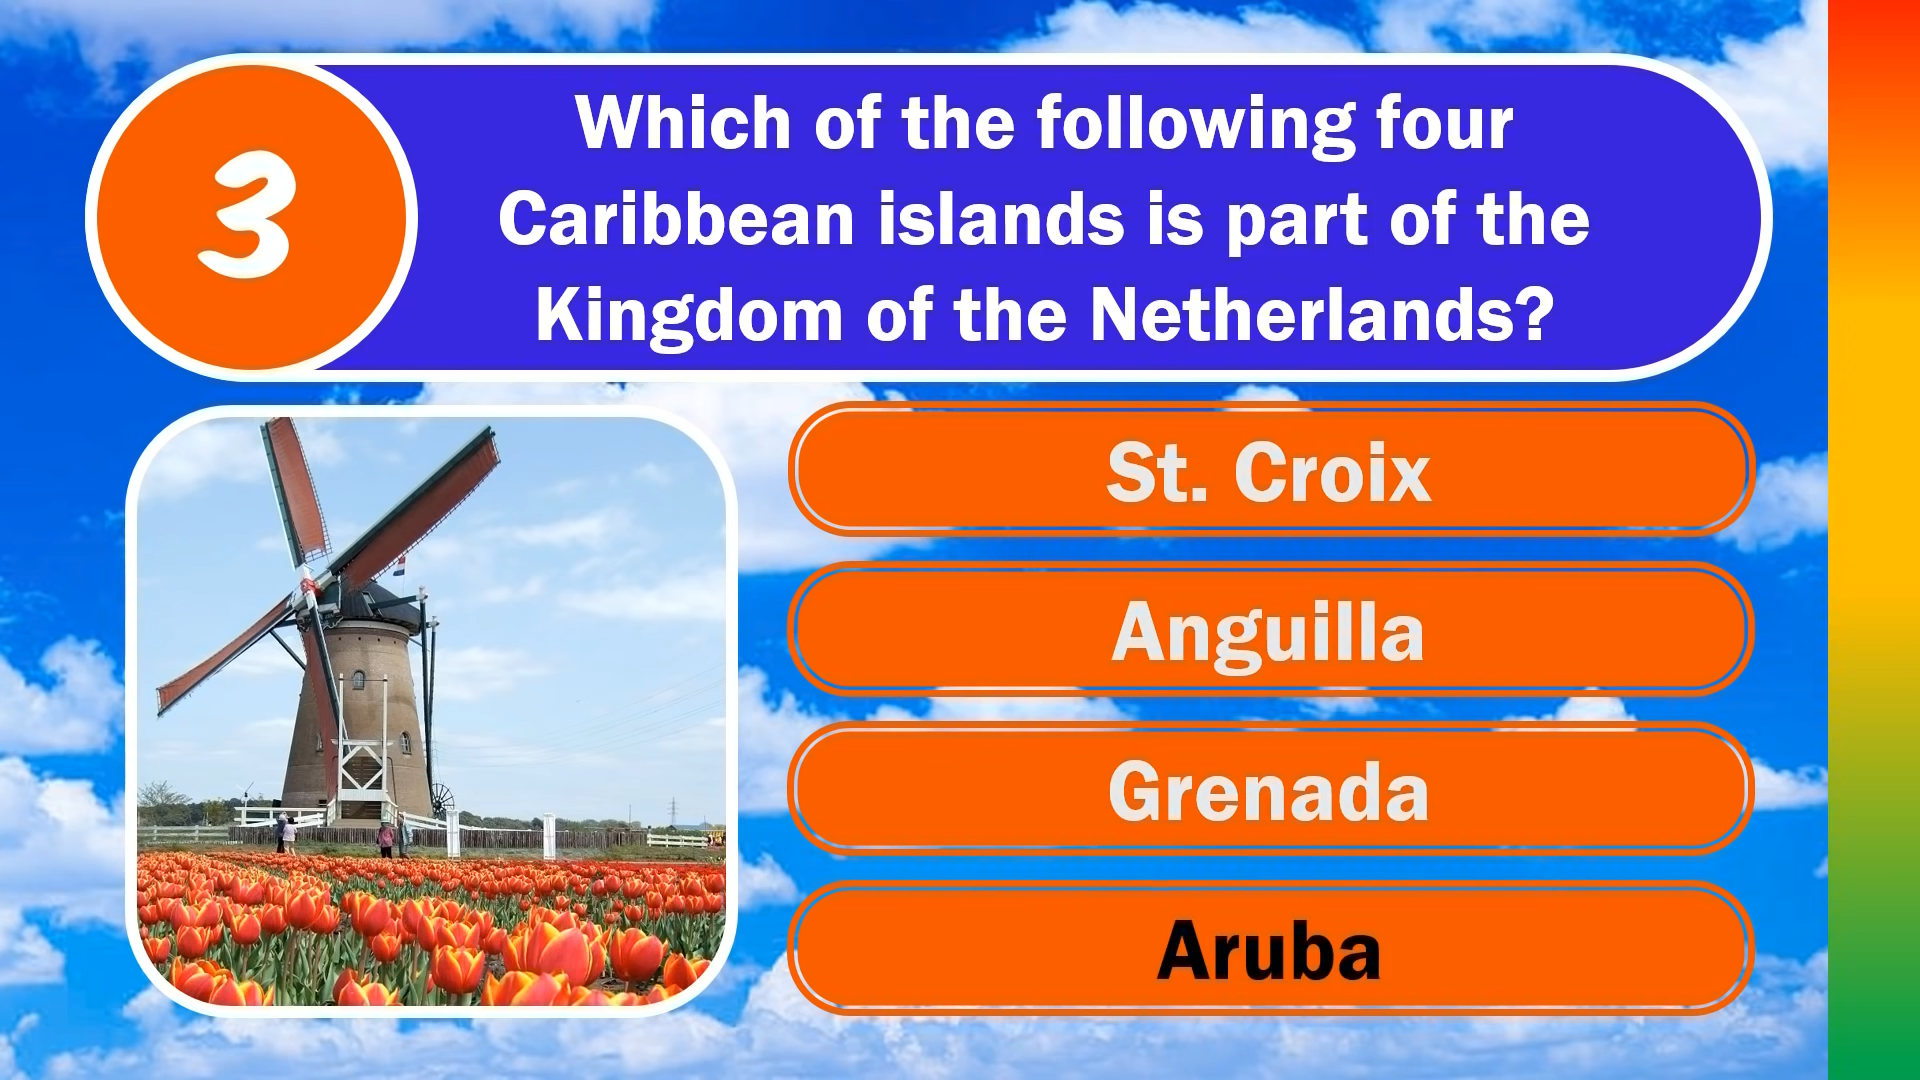 3
Which of the following four
Caribbean islands is part of the
Kingdom of the Netherlands?
St. Croix
Anguilla
Grenada
Aruba